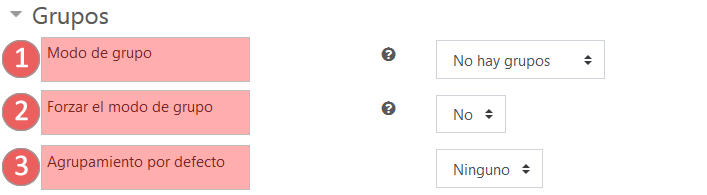 Grupos
1 Modo de grupo No hay grupos
2 Forzar el modo de grupo No
3 Agrupamiento por defecto Ninguno